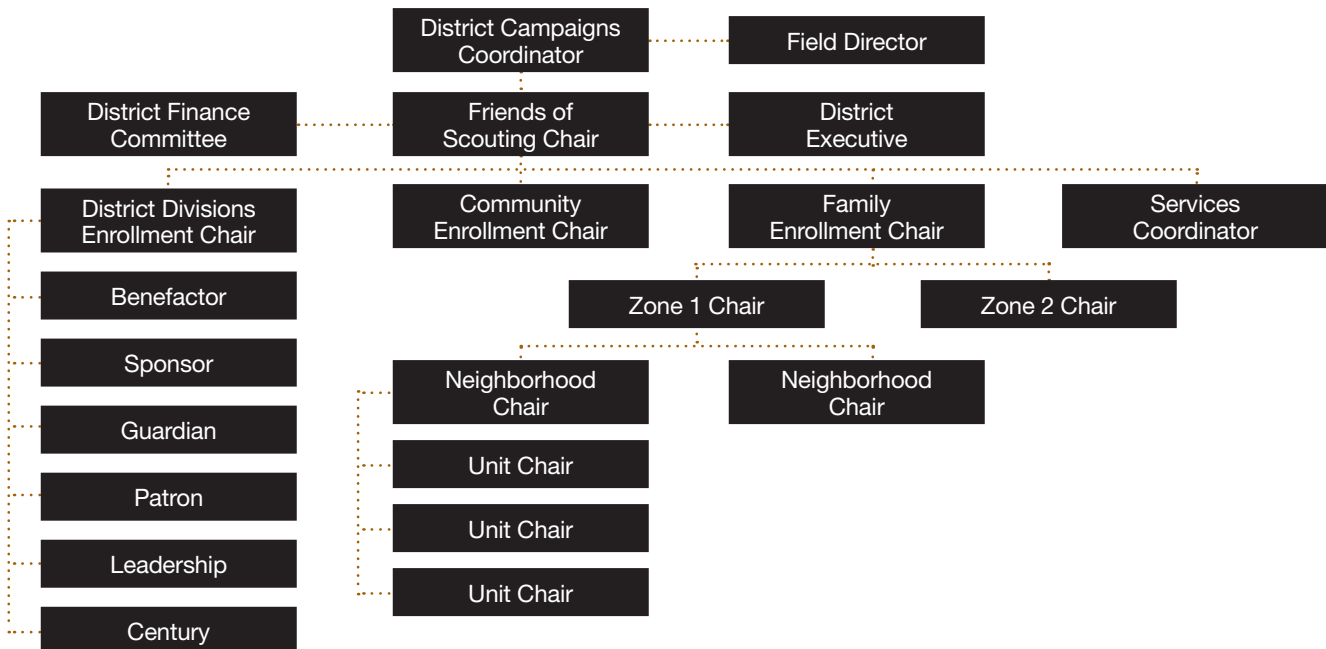 District Campaigns
Coordinator
Field Director
District Finance
Committee
Friends of
Scouting Chair
District
Executive
District Divisions
Enrollment Chair
Community
Enrollment Chair
Family
Enrollment Chair
Services
Coordinator
Benefactor
Zone 1 Chair
Zone 2 Chair
Sponsor
Neighborhood
Chair
Neighborhood
Chair
Guardian
Unit Chair
Patron
Unit Chair
Leadership
Unit Chair
Century